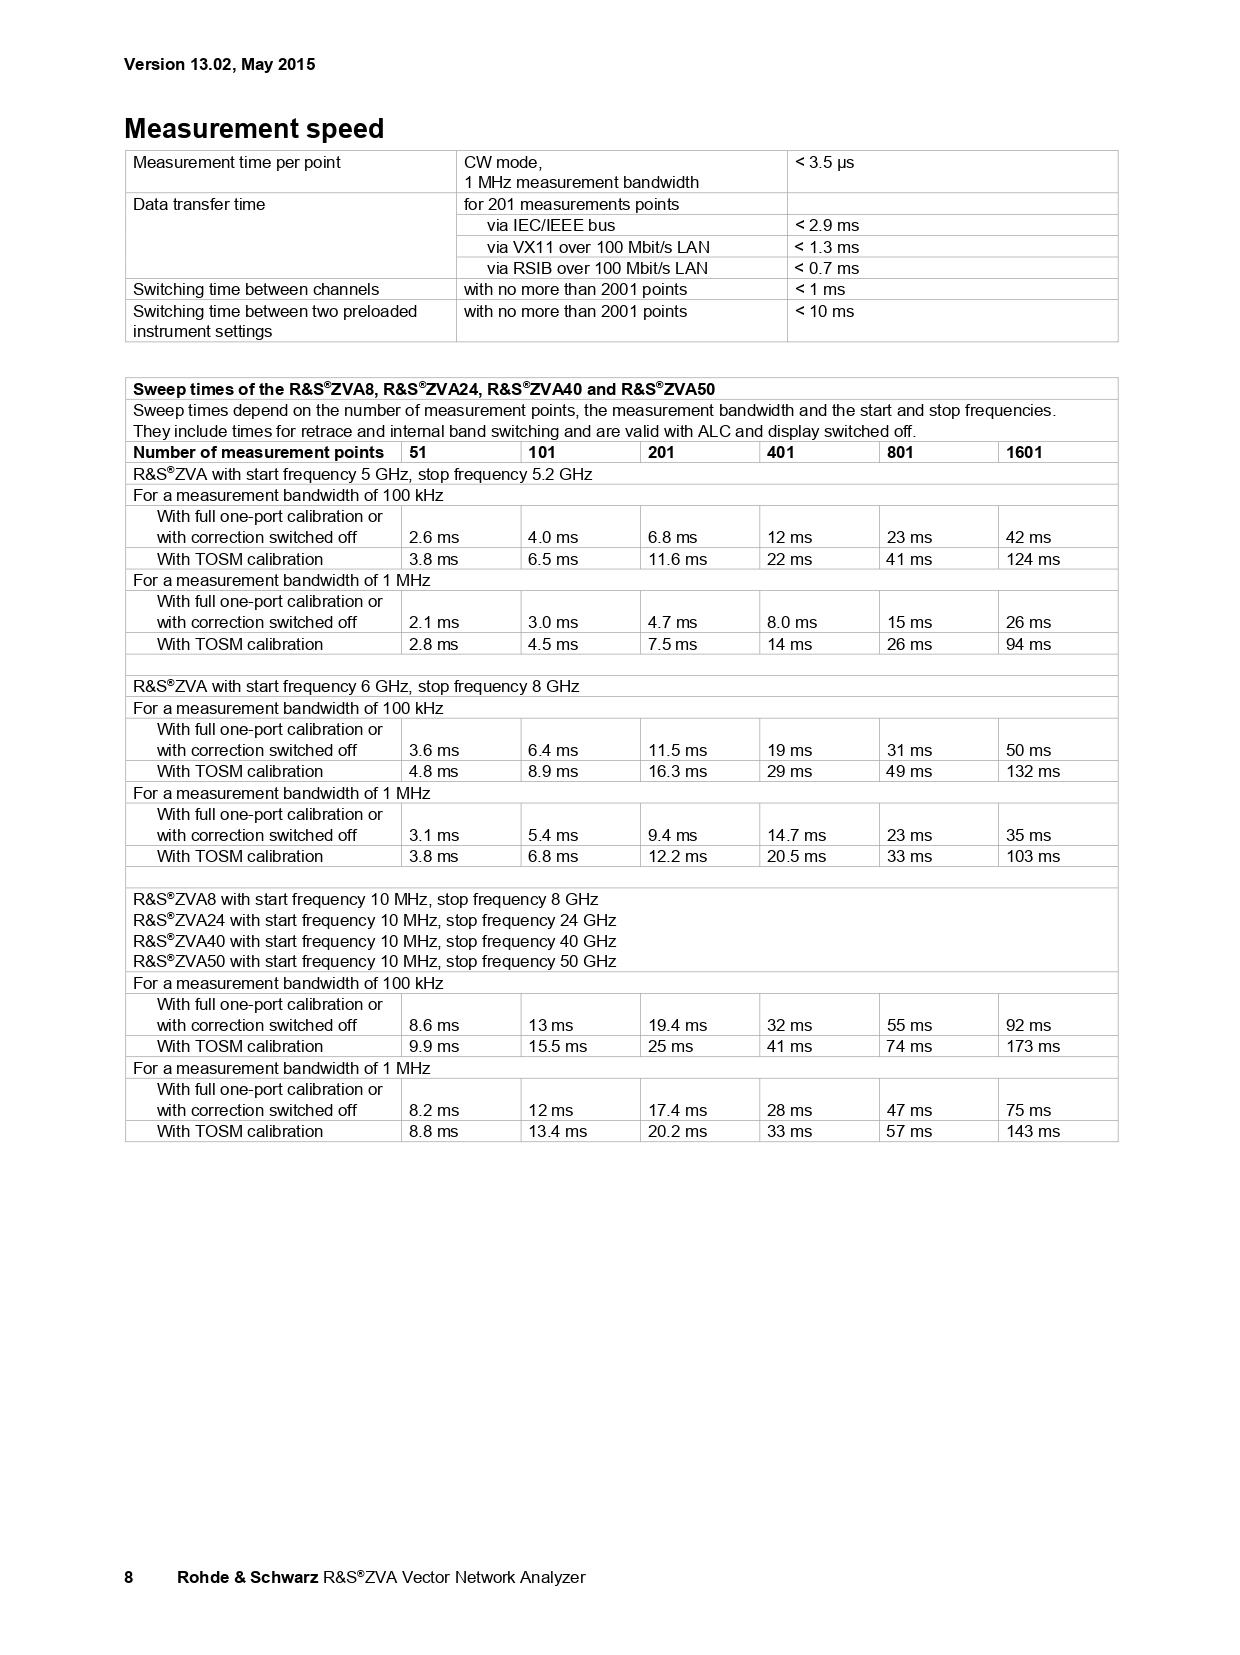 Version 13.02, May 2015
Measurement speed
Measurement time per point CW mode, < 3.5 µs
1 MHz measurement bandwidth
Data transfer time for 201 measurements points
via IEC/IEEE bus < 2.9 ms
via VX11 over 100 Mbit/s LAN < 1.3 ms
via RSIB over 100 Mbit/s LAN < 0.7 ms
Switching time between channels with no more than 2001 points < 1 ms
Switching time between two preloaded with no more than 2001 points < 10 ms
instrument settings
Sweep times of the R&S®ZVA8, R&S®ZVA24, R&S®ZVA40 and R&S®ZVA50
Sweep times depend on the number of measurement points, the measurement bandwidth and the start and stop frequencies.
They include times for retrace and internal band switching and are valid with ALC and display switched off.
Number of measurement points 51 101 201 401 801 1601
R&S®ZVA with start frequency 5 GHz, stop frequency 5.2 GHz
For a measurement bandwidth of 100 kHz
With full one-port calibration or
with correction switched off 2.6 ms 4.0 ms 6.8 ms 12 ms 23 ms 42 ms
With TOSM calibration 3.8 ms 6.5 ms 11.6 ms 22 ms 41 ms 124 ms
For a measurement bandwidth of 1 MHz
With full one-port calibration or
with correction switched off 2.1 ms 3.0 ms 4.7 ms 8.0 ms 15 ms 26 ms
With TOSM calibration 2.8 ms 4.5 ms 7.5 ms 14 ms 26 ms 94 ms
R&S®ZVA with start frequency 6 GHz, stop frequency 8 GHz
For a measurement bandwidth of 100 kHz
With full one-port calibration or
with correction switched off 3.6 ms 6.4 ms 11.5 ms 19 ms 31 ms 50 ms
With TOSM calibration 4.8 ms 8.9 ms 16.3 ms 29 ms 49 ms 132 ms
For a measurement bandwidth of 1 MHz
With full one-port calibration or
with correction switched off 3.1 ms 5.4 ms 9.4 ms 14.7 ms 23 ms 35 ms
With TOSM calibration 3.8 ms 6.8 ms 12.2 ms 20.5 ms 33 ms 103 ms
R&S®ZVA8 with start frequency 10 MHz, stop frequency 8 GHz
R&S®ZVA24 with start frequency 10 MHz, stop frequency 24 GHz
R&S®ZVA40 with start frequency 10 MHz, stop frequency 40 GHz
R&S®ZVA50 with start frequency 10 MHz, stop frequency 50 GHz
For a measurement bandwidth of 100 kHz
With full one-port calibration or
with correction switched off 8.6 ms 13 ms 19.4 ms 32 ms 55 ms 92 ms
With TOSM calibration 9.9 ms 15.5 ms 25 ms 41 ms 74 ms 173 ms
For a measurement bandwidth of 1 MHz
With full one-port calibration or
with correction switched off 8.2 ms 12 ms 17.4 ms 28 ms 47 ms 75 ms
With TOSM calibration 8.8 ms 13.4 ms 20.2 ms 33 ms 57 ms 143 ms
8 Rohde & Schwarz R&S®ZVA Vector Network Analyzer